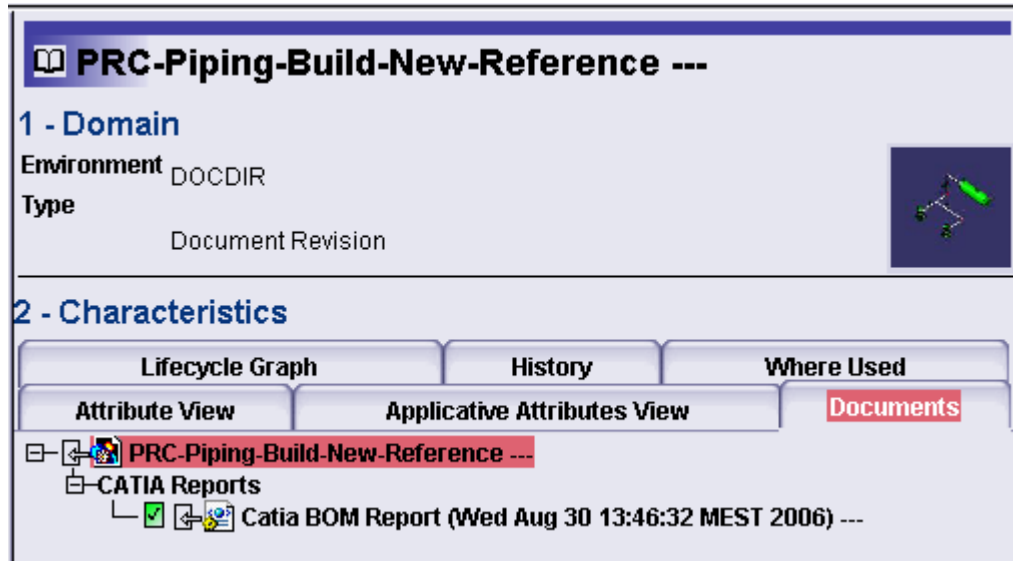 PRC-Piping-Build-New-Reference ---
1 - Domain
Environment DOCDIR
Type
Document Revision
2 - Characteristics
Lifecycle Graph History Where Used
Attribute View Applicative Attributes View Documents
PRC-Piping-Build-New-Reference ---
CATIA Reports
Catia BOM Report (Wed Aug 30 13:46:32 MEST 2006) ---